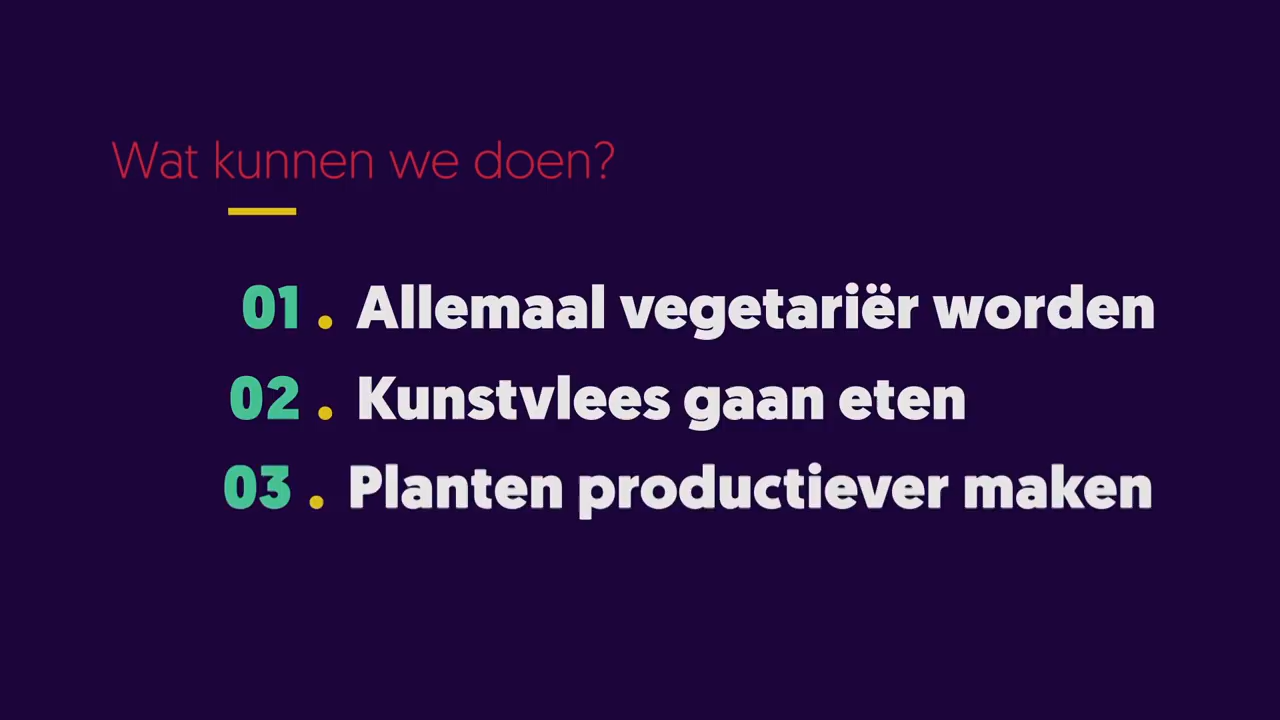 Wat kunnen we doen?
01. Allemaal vegetariër worden
02. Kunstvlees gaan eten
03. Planten productiever maken